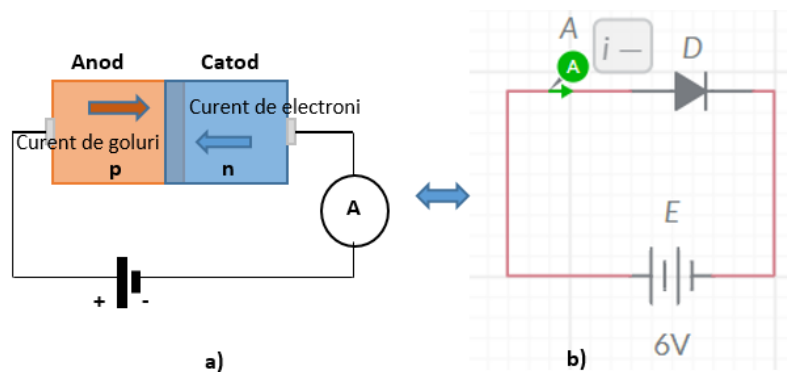 Anod
Catod
Curent de electroni
Curent de goluri
p
n
A
+
-
a)
A
i –
A
D
E
6V
b)